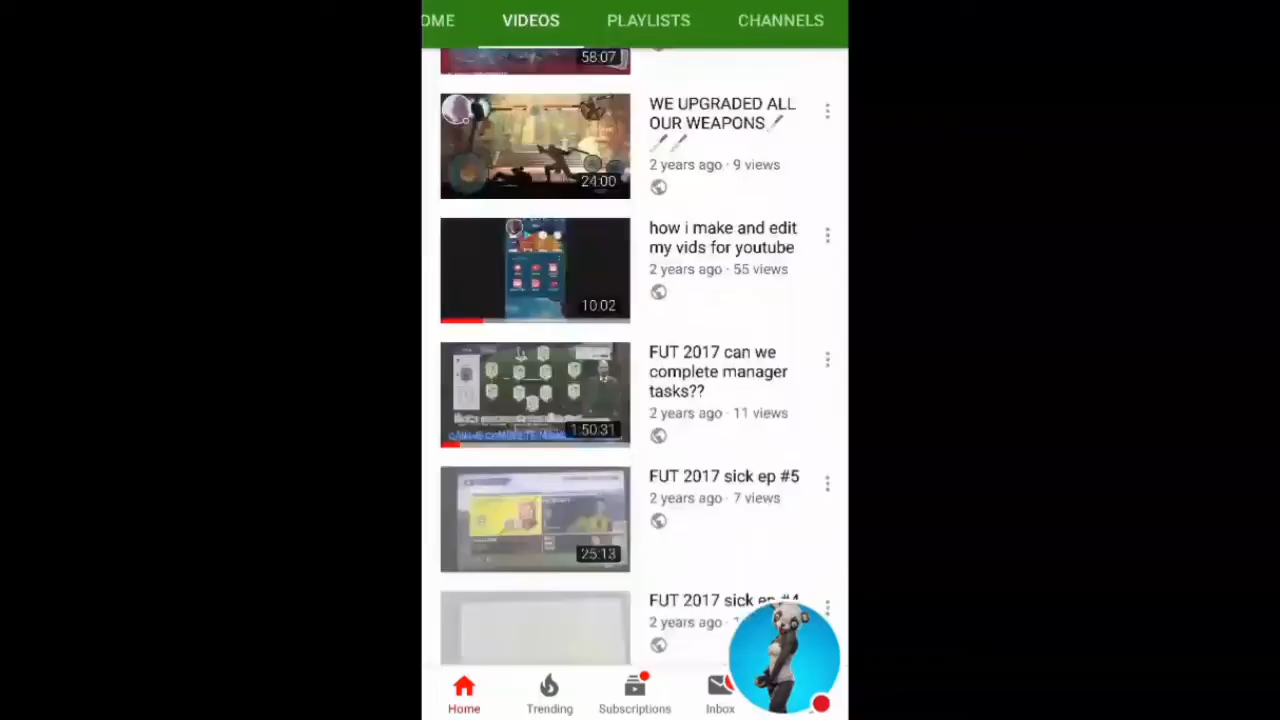 OME VIDEOS PLAYLISTS CHANNELS
58:07
WE UPGRADED ALL
OUR WEAPONS
2 years ago · 9 views
24:00
how i make and edit
my vids for youtube
2 years ago · 55 views
10:02
FUT 2017 can we
complete manager
tasks??
2 years ago · 11 views
1:50:31
FUT 2017 sick ep #5
2 years ago · 7 views
25:13
FUT 2017 sick ep #4
2 years ago ·
Home Trending Subscriptions Inbox